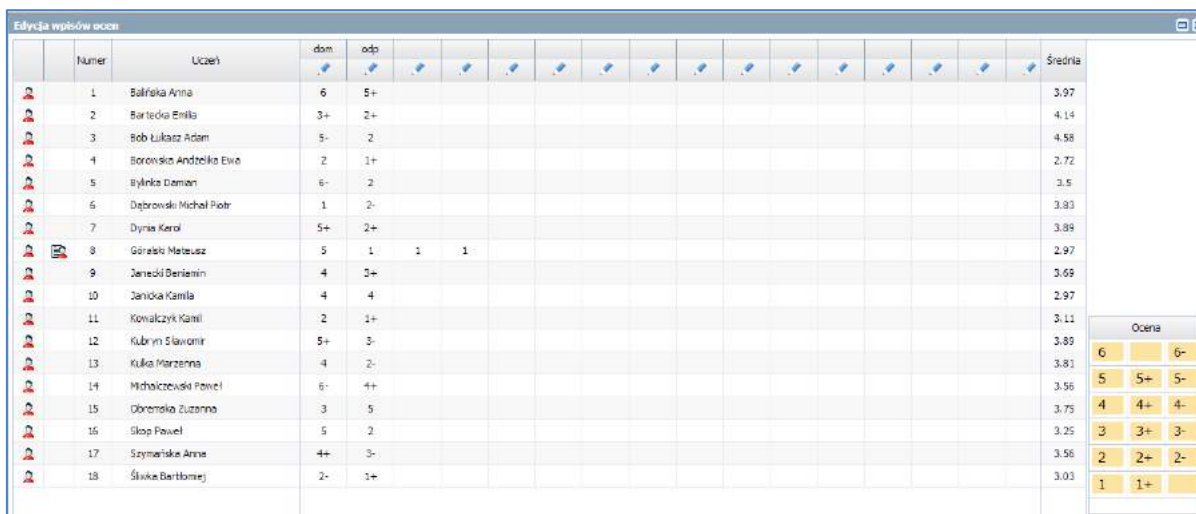 Edycja wpisów ocen
Numer Uczeń dom odp Średnia
1 Balińska Anna 6 5+ 3.97
2 Bartecka Emilia 3+ 2+ 4.14
3 Bob Łukasz Adam 5- 2 4.58
4 Borowska Andżelika Ewa 2 1+ 2.72
5 Bylinka Damian 6- 2 3.5
6 Dąbrowski Michał Piotr 1 2- 3.83
7 Dynia Karol 5+ 2+ 3.89
8 Góralski Mateusz 5 1 1 1 2.97
9 Janecki Beniamin 4 3+ 3.69
10 Janicka Kamila 4 4 2.97
11 Kowalczyk Kamil 2 1+ 3.11
12 Kubryn Sławomir 5+ 3- 3.89
13 Kulka Marzenna 4 2- 3.81
14 Michalczewski Paweł 6- 4+ 3.56
15 Obremska Zuzanna 3 5 3.75
16 Skop Paweł 5 2 3.25
17 Szymańska Anna 4+ 3- 3.56
18 Śliwka Bartłomiej 2- 1+ 3.03
Ocena
6 6-
5 5+ 5-
4 4+ 4-
3 3+ 3-
2 2+ 2-
1 1+